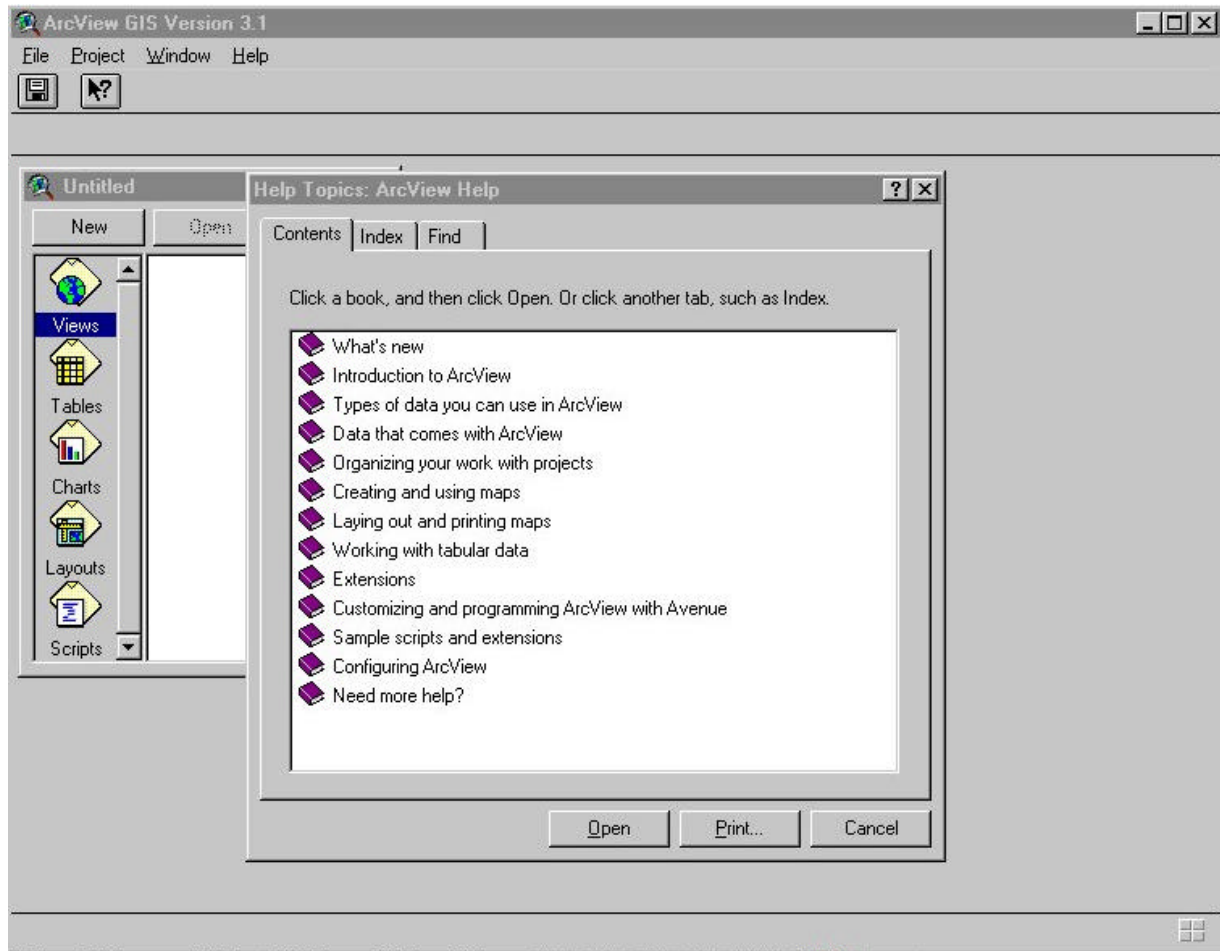 ArcView GIS Version 3.1
File Project Window Help
Untitled
New Open
Views
Tables
Charts
Layouts
Scripts
Help Topics: ArcView Help
Contents Index Find
Click a book, and then click Open. Or click another tab, such as Index.
What's new
Introduction to ArcView
Types of data you can use in ArcView
Data that comes with ArcView
Organizing your work with projects
Creating and using maps
Laying out and printing maps
Working with tabular data
Extensions
Customizing and programming ArcView with Avenue
Sample scripts and extensions
Configuring ArcView
Need more help?
Open Print... Cancel